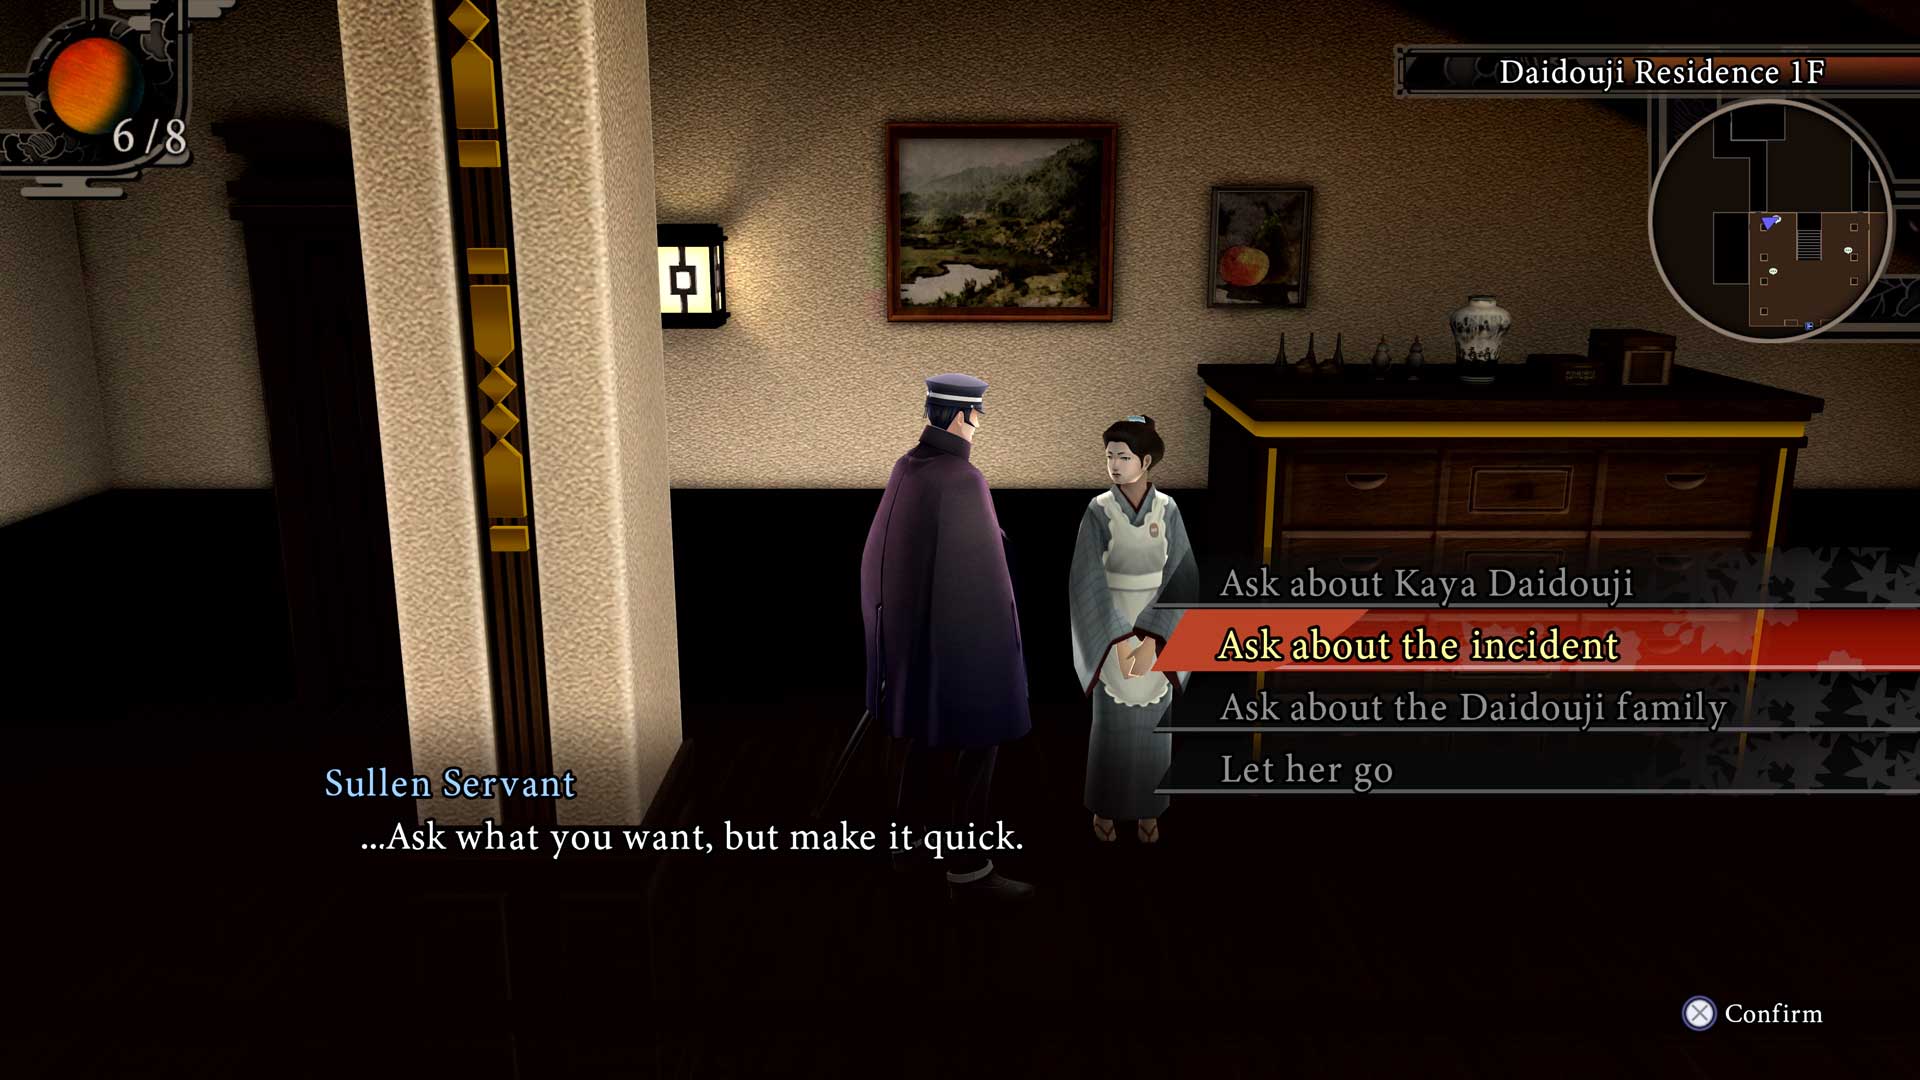 6/8
Daidouji Residence 1F
Ask about Kaya Daidouji
Ask about the incident
Ask about the Daidouji family
Let her go
Sullen Servant
...Ask what you want, but make it quick.
Confirm